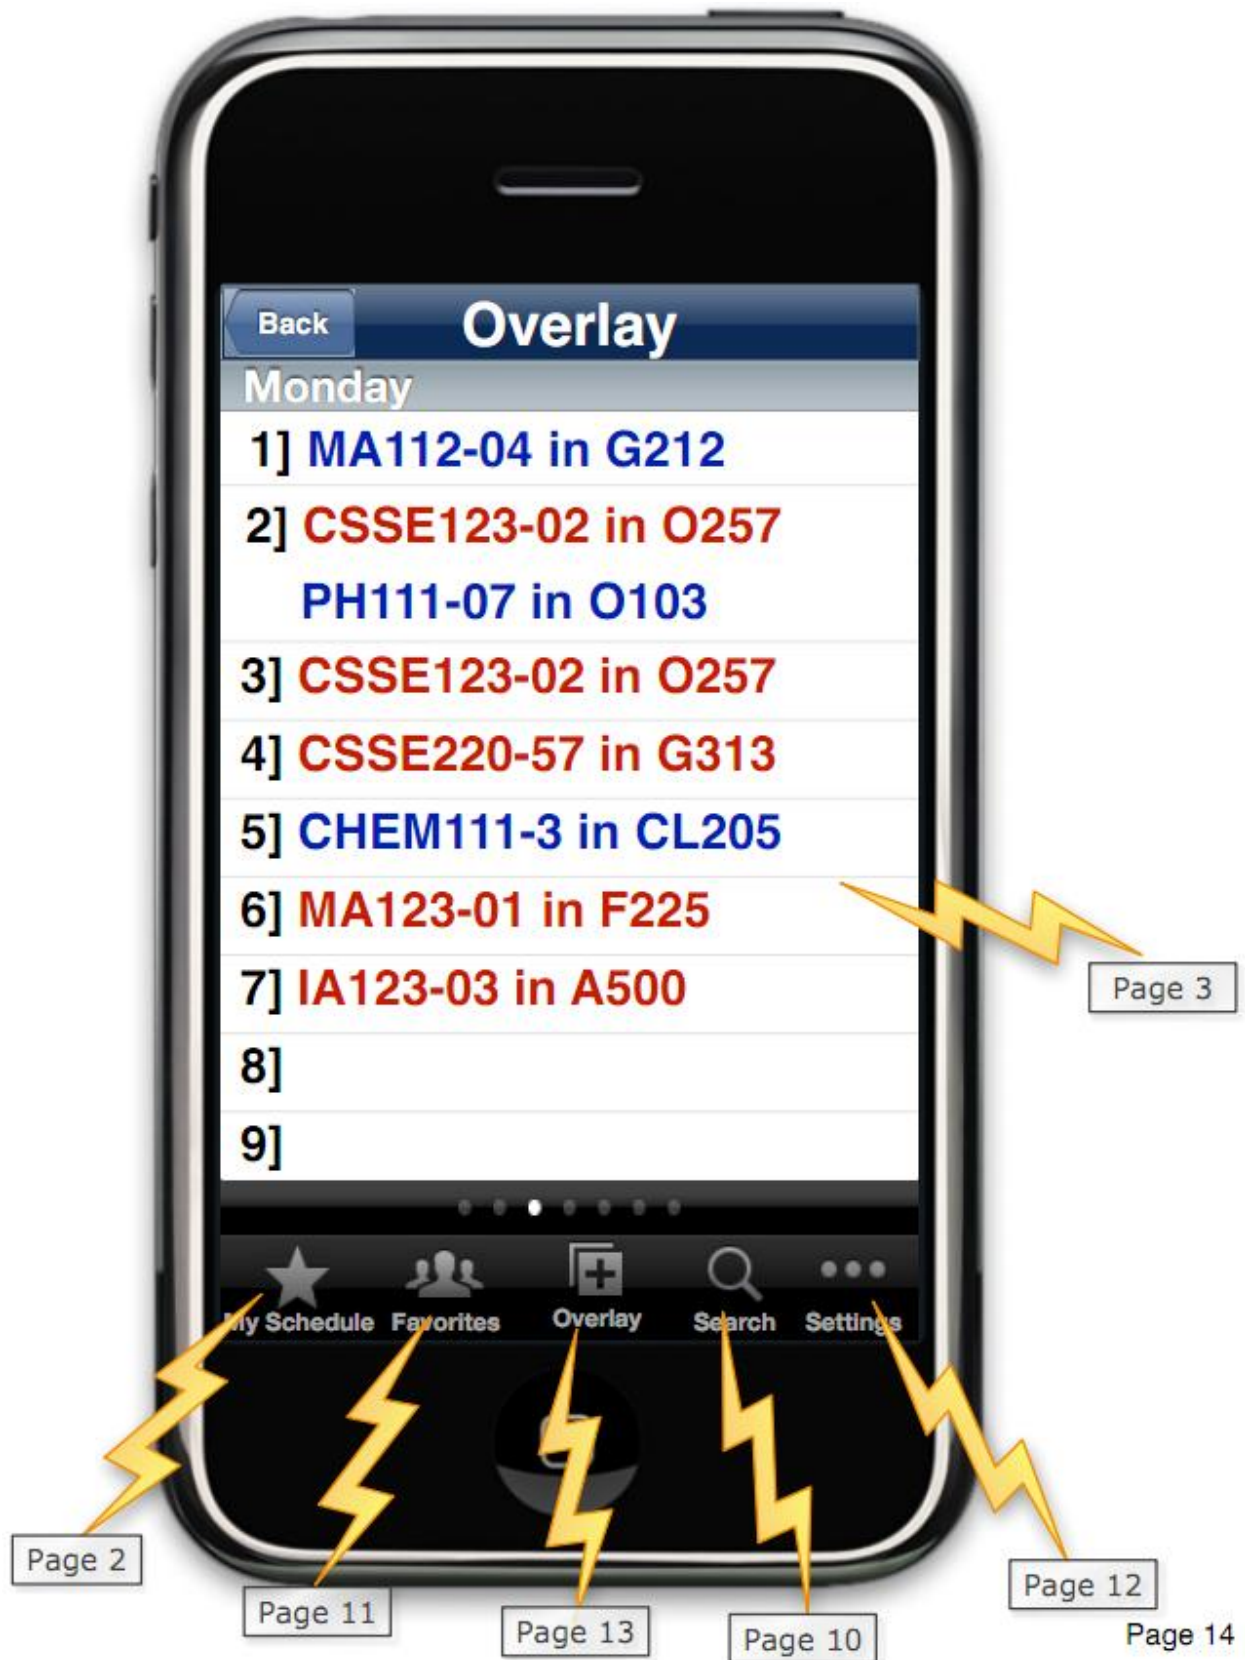 Back Overlay
Monday
1] MA112-04 in G212
2] CSSE123-02 in O257
PH111-07 in O103
3] CSSE123-02 in O257
4] CSSE220-57 in G313
5] CHEM111-3 in CL205
6] MA123-01 in F225
7] IA123-03 in A500
8]
9]
Page 3
My Schedule Favorites Overlay Search Settings
Page 2
Page 11
Page 13
Page 10
Page 12
Page 14